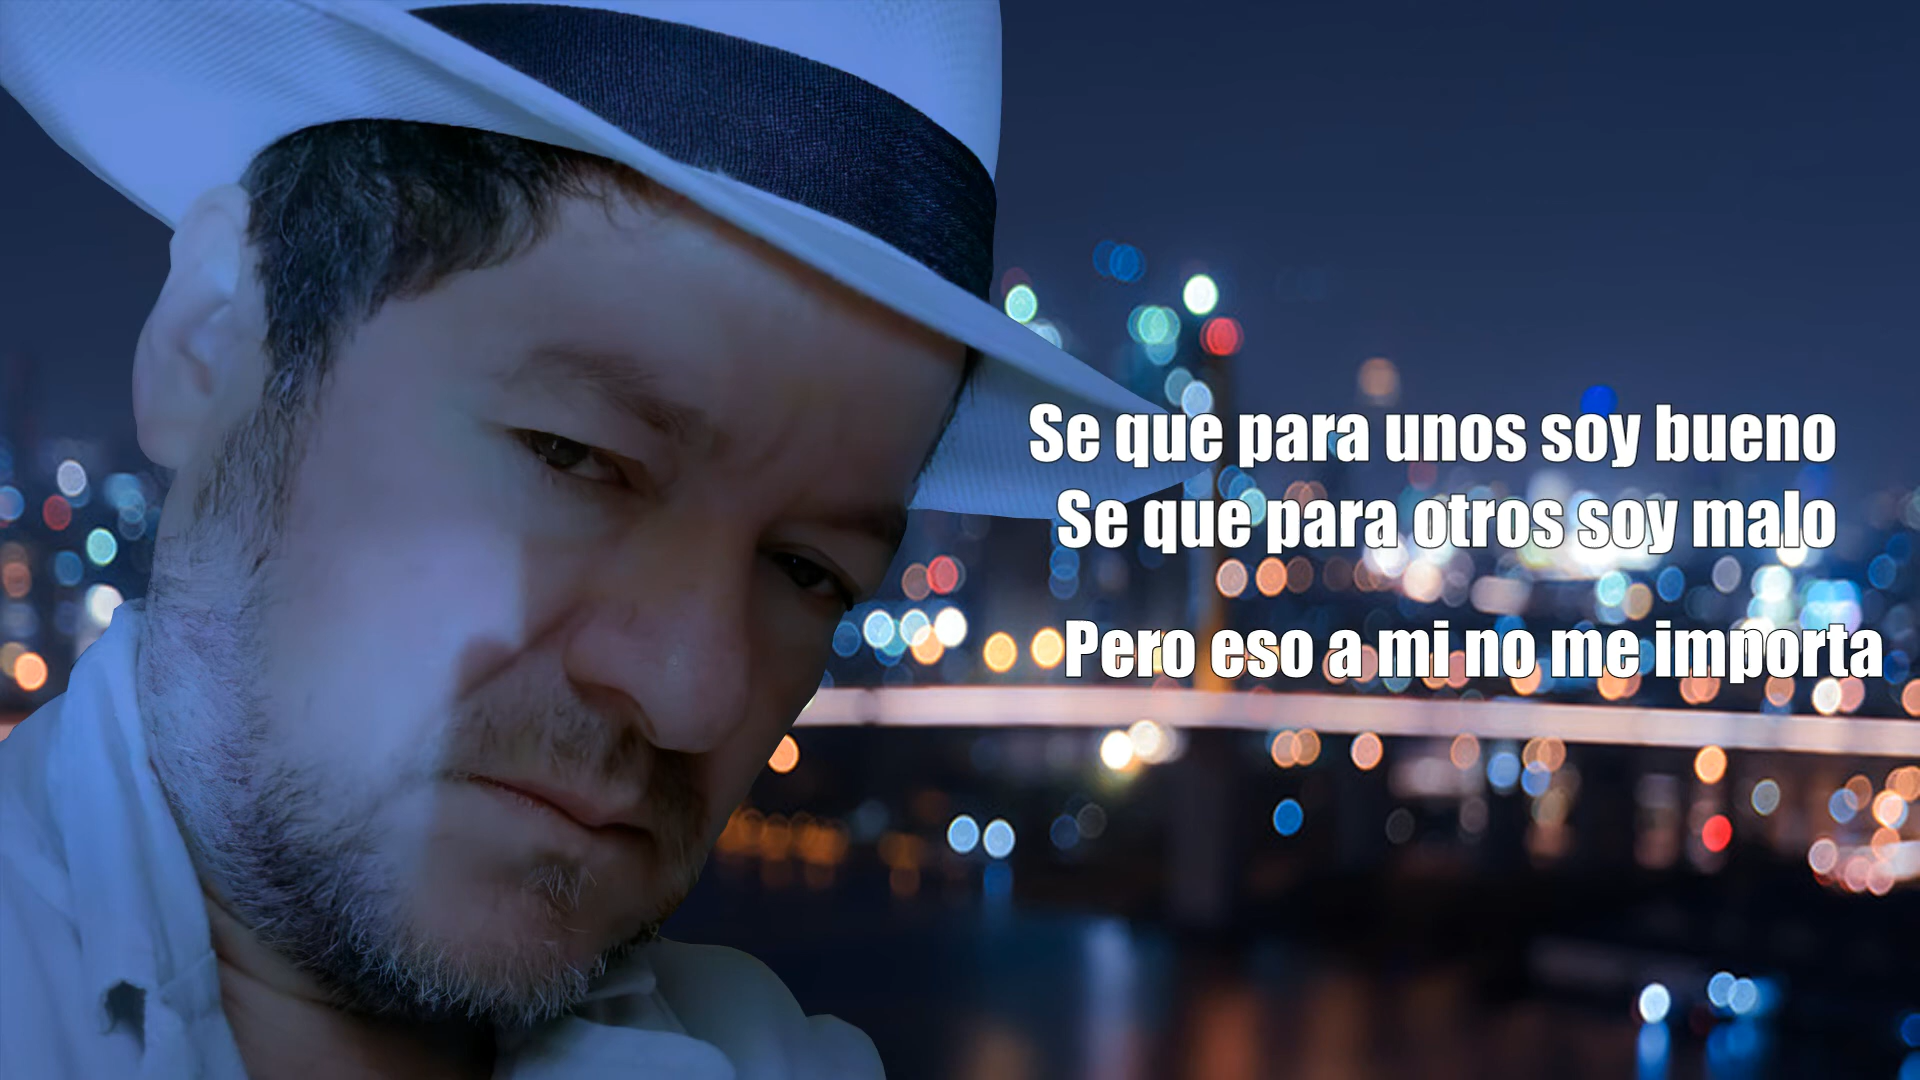 Se que para unos soy bueno
Se que para otros soy malo
Pero eso a mi no me importa